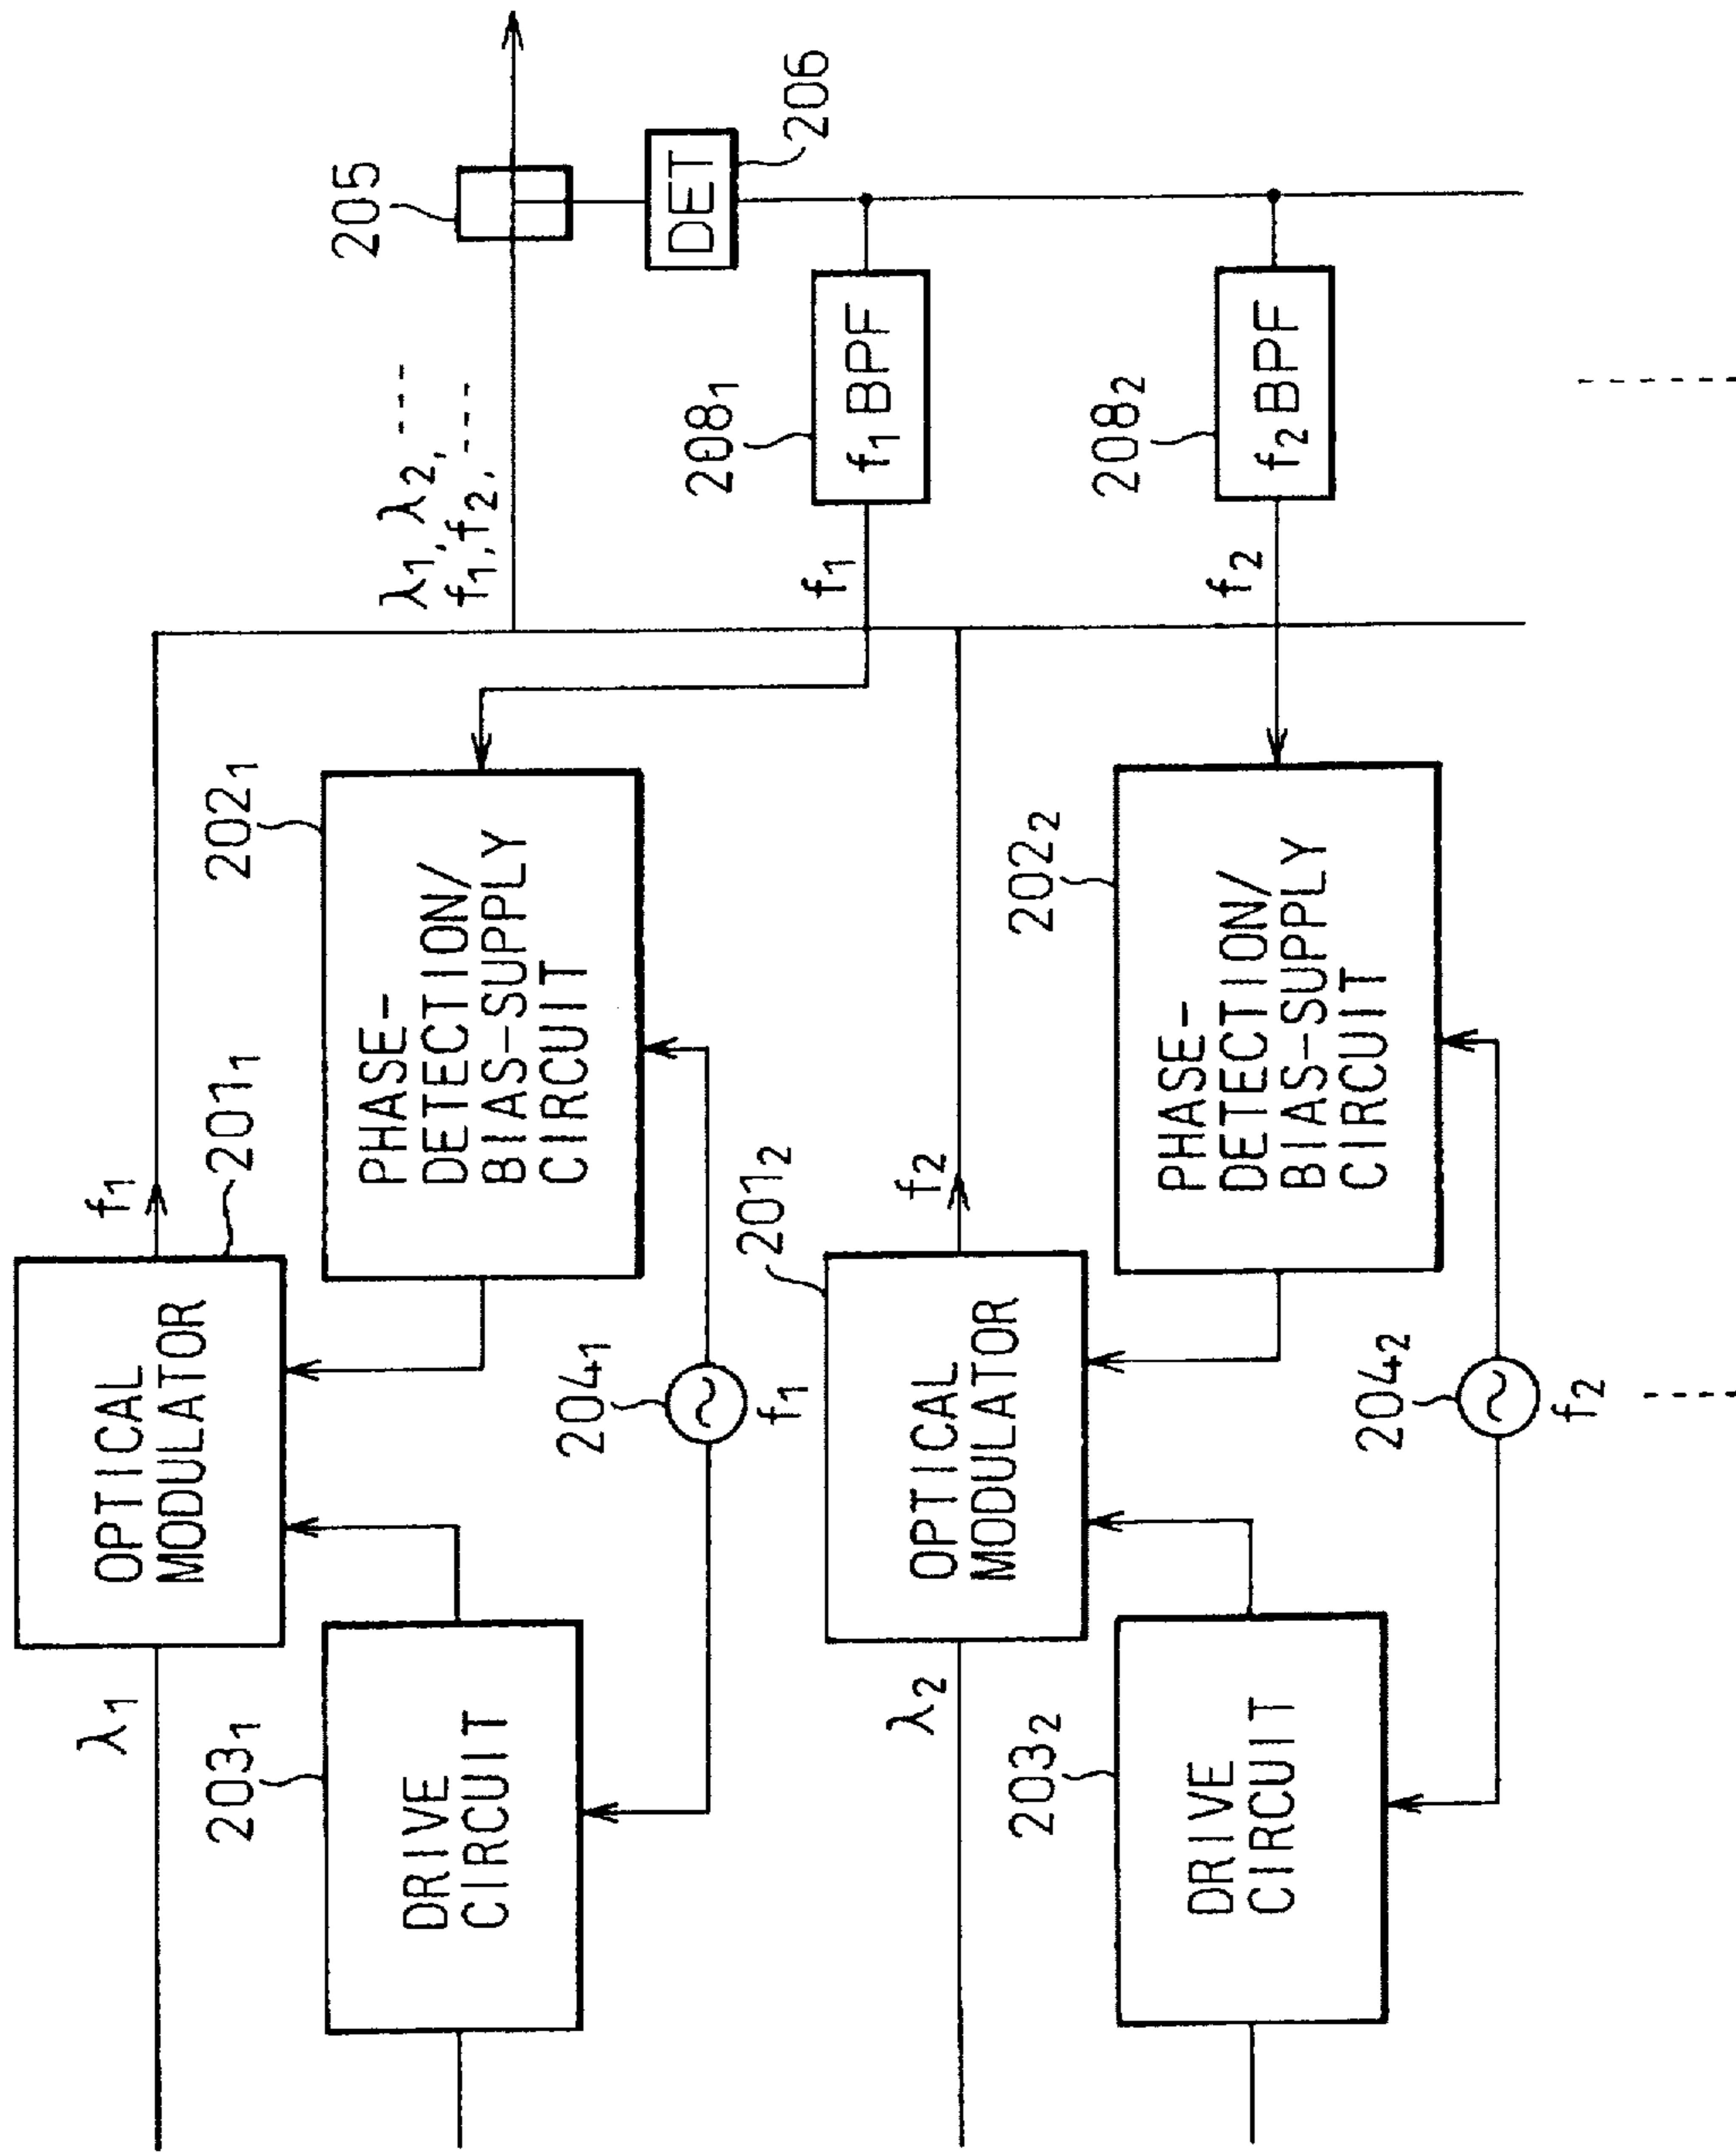 λ₁
OPTICAL
MODULATOR
f₁
201₁
203₁
DRIVE
CIRCUIT
202₁
PHASE-
DETECTION/
BIAS-SUPPLY
CIRCUIT
204₁
f₁
λ₁, λ₂, ---
f₁, f₂, ---
205
DET
206
208₁
f₁ BPF
f₁
λ₂
201₂
OPTICAL
MODULATOR
f₂
203₂
DRIVE
CIRCUIT
202₂
PHASE-
DETECTION/
BIAS-SUPPLY
CIRCUIT
204₂
f₂
208₂
f₂ BPF
f₂